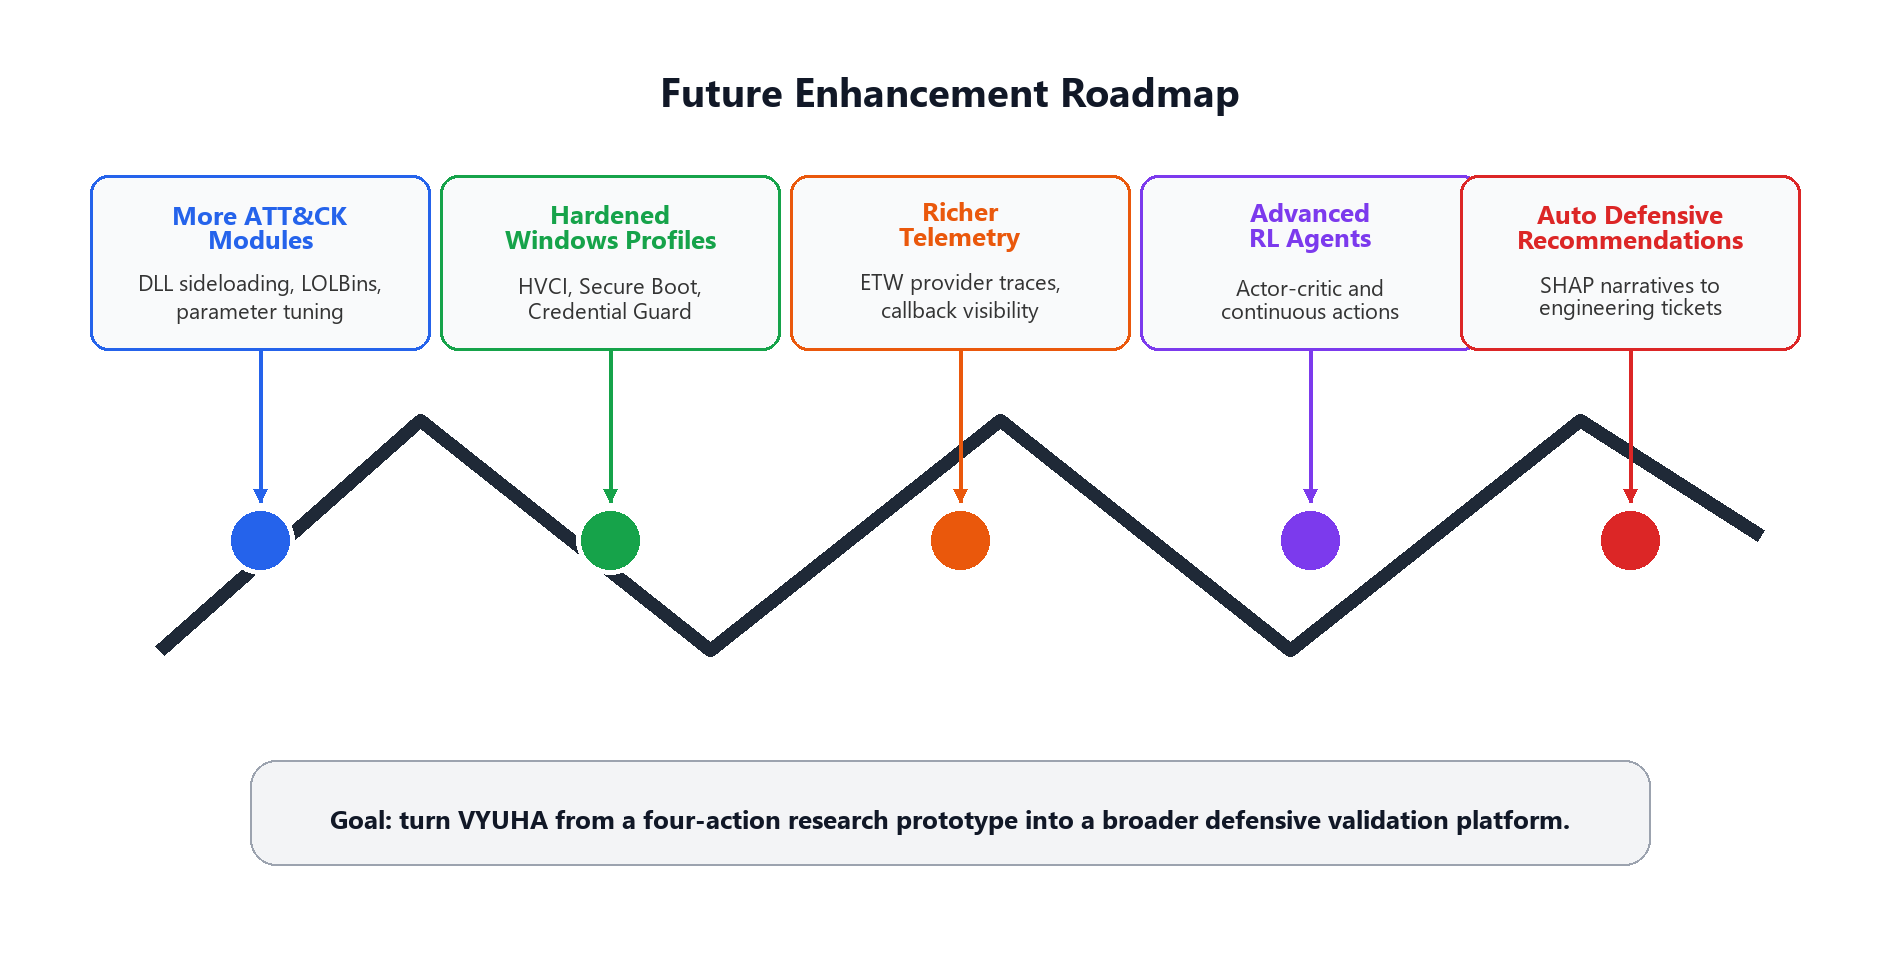 Future Enhancement Roadmap
More ATT&CK
Modules
DLL sideloading, LOLBins,
parameter tuning
Hardened
Windows Profiles
HVCI, Secure Boot,
Credential Guard
Richer
Telemetry
ETW provider traces,
callback visibility
Advanced
RL Agents
Actor-critic and
continuous actions
Auto Defensive
Recommendations
SHAP narratives to
engineering tickets
Goal: turn VYUHA from a four-action research prototype into a broader defensive validation platform.